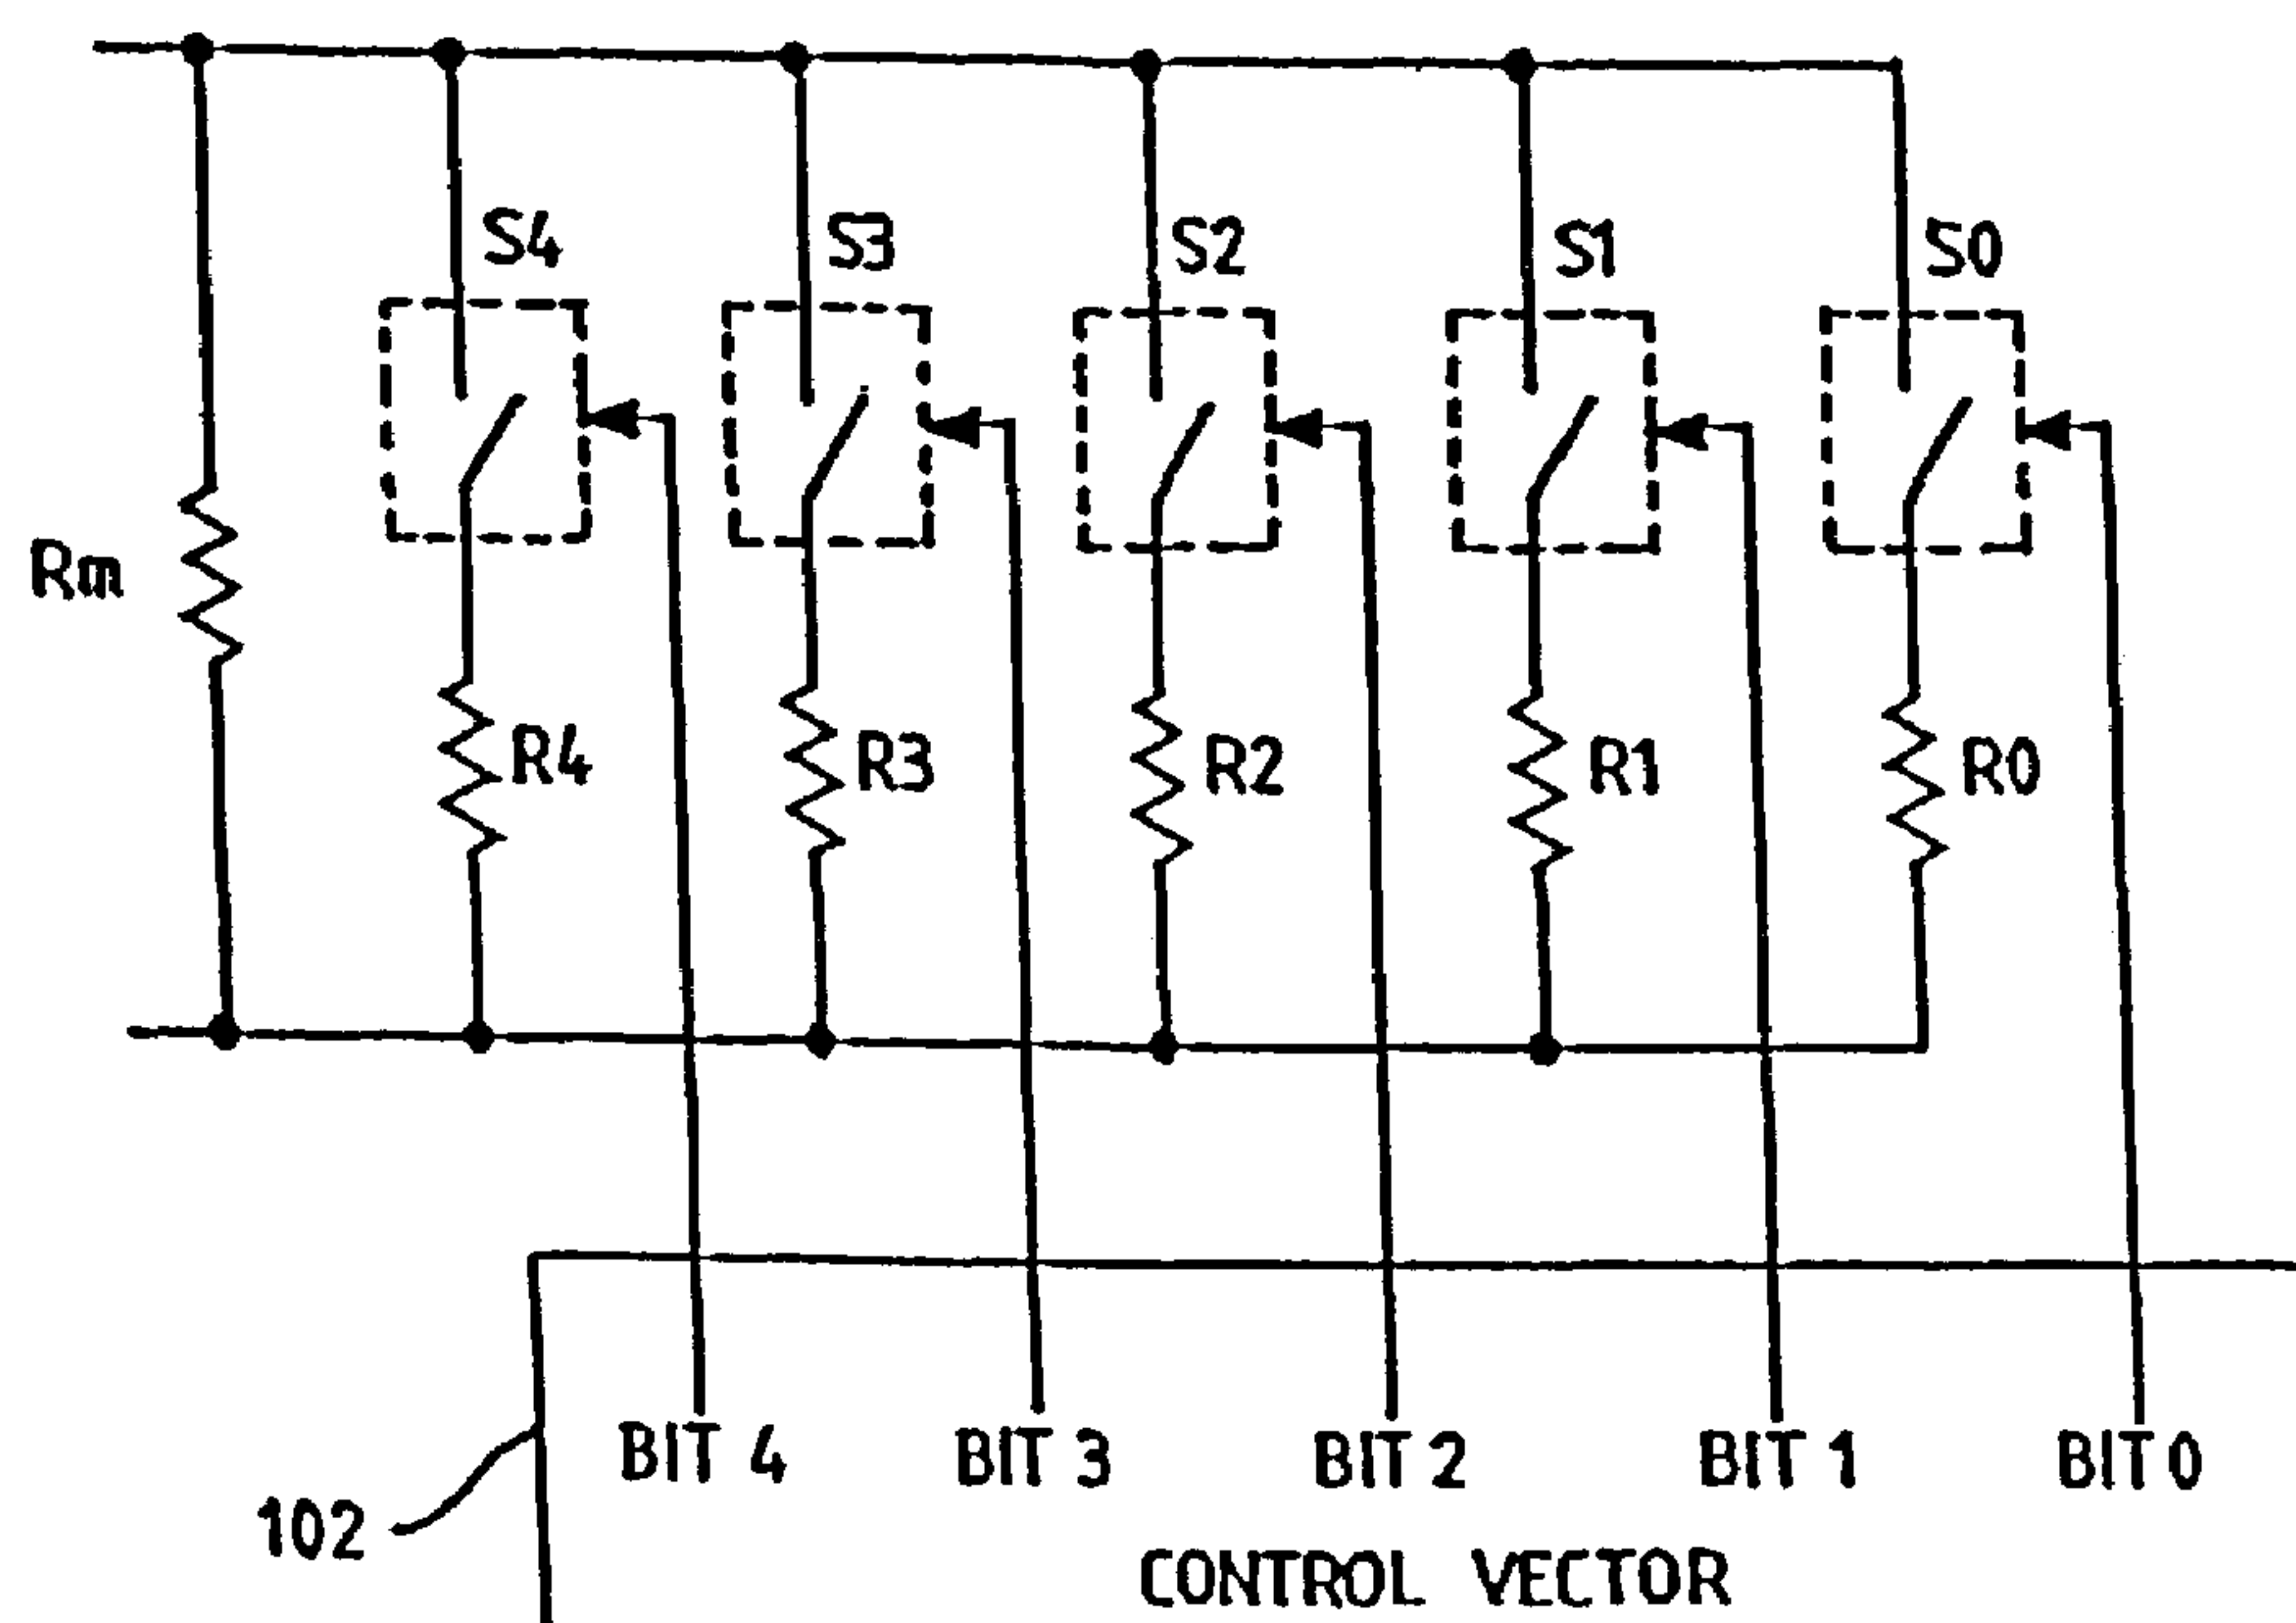 S4 S3 S2 S1 S0
Rm
R4 R3 R2 R1 R0
BIT 4 BIT 3 BIT 2 BIT 1 BIT 0
102
CONTROL VECTOR